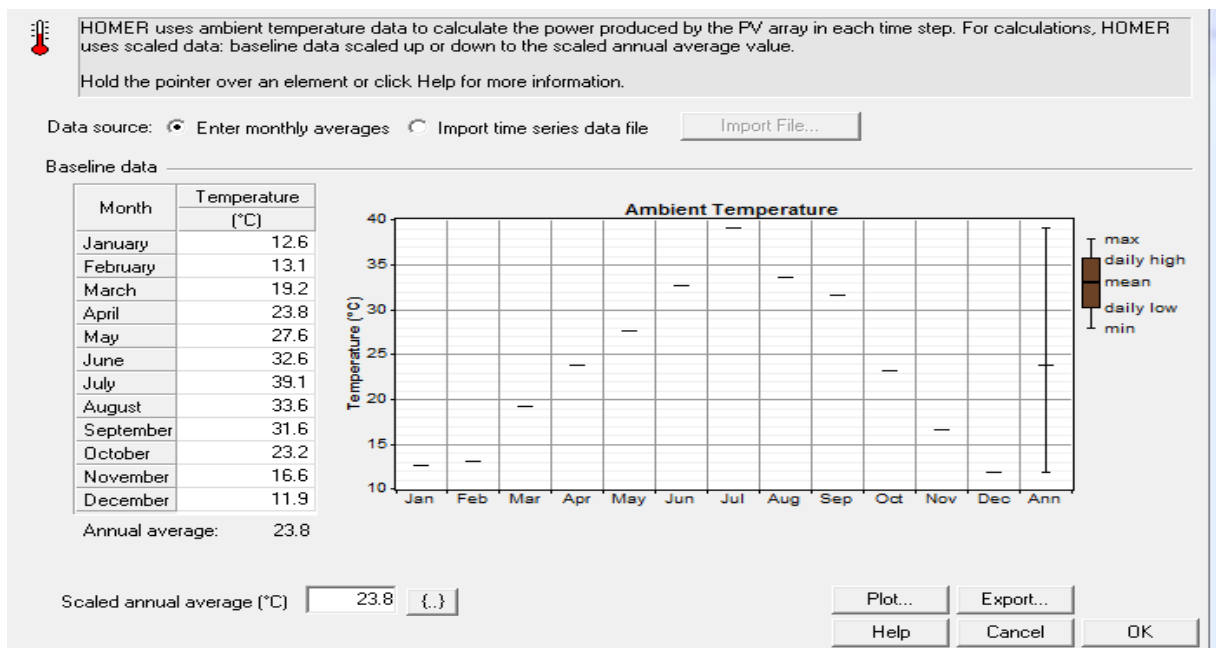 HOMER uses ambient temperature data to calculate the power produced by the PV array in each time step. For calculations, HOMER
uses scaled data: baseline data scaled up or down to the scaled annual average value.
Hold the pointer over an element or click Help for more information.
Data source: Enter monthly averages Import time series data file Import File...
Baseline data
Month Temperature
(°C)
January 12.6
February 13.1
March 19.2
April 23.8
May 27.6
June 32.6
July 39.1
August 33.6
September 31.6
October 23.2
November 16.6
December 11.9
Annual average: 23.8
Ambient Temperature
Temperature (°C)
40
35
30
25
20
15
10
Jan Feb Mar Apr May Jun Jul Aug Sep Oct Nov Dec Ann
max
daily high
mean
daily low
min
Scaled annual average (°C) 23.8 {..}
Plot... Export...
Help Cancel OK